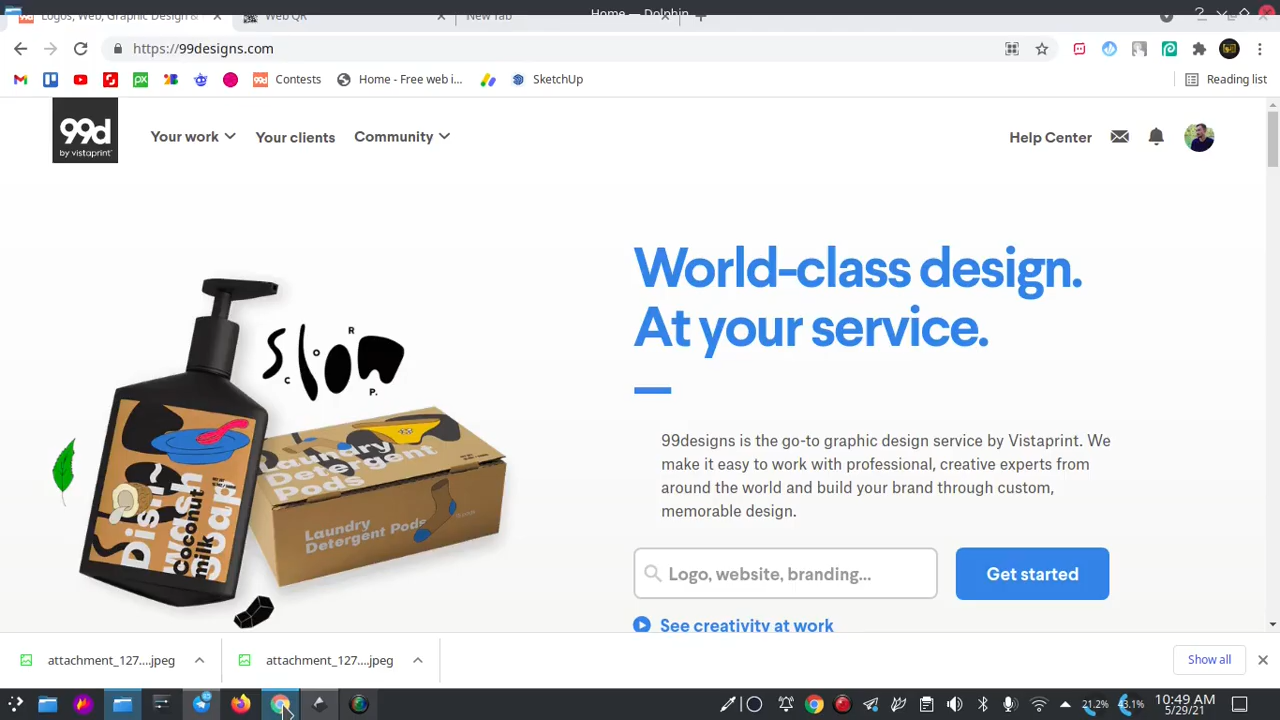 Home — Dolphin
Logos, Web, Graphic Design &
Web QR
New Tab
https://99designs.com
Contests
Home - Free web i...
SketchUp
Reading list
99d
by vistaprint
Your work
Your clients
Community
Help Center
World-class design.
At your service.
S C O R P.
99designs is the go-to graphic design service by Vistaprint. We
make it easy to work with professional, creative experts from
around the world and build your brand through custom,
memorable design.
Logo, website, branding...
Get started
See creativity at work
Dish
Wash
Soap
Coconut
milk
Laundry
Detergent
Pods
Laundry
Detergent Pods
attachment_127....jpeg
attachment_127....jpeg
Show all
21.2%
43.1%
10:49 AM
5/29/21